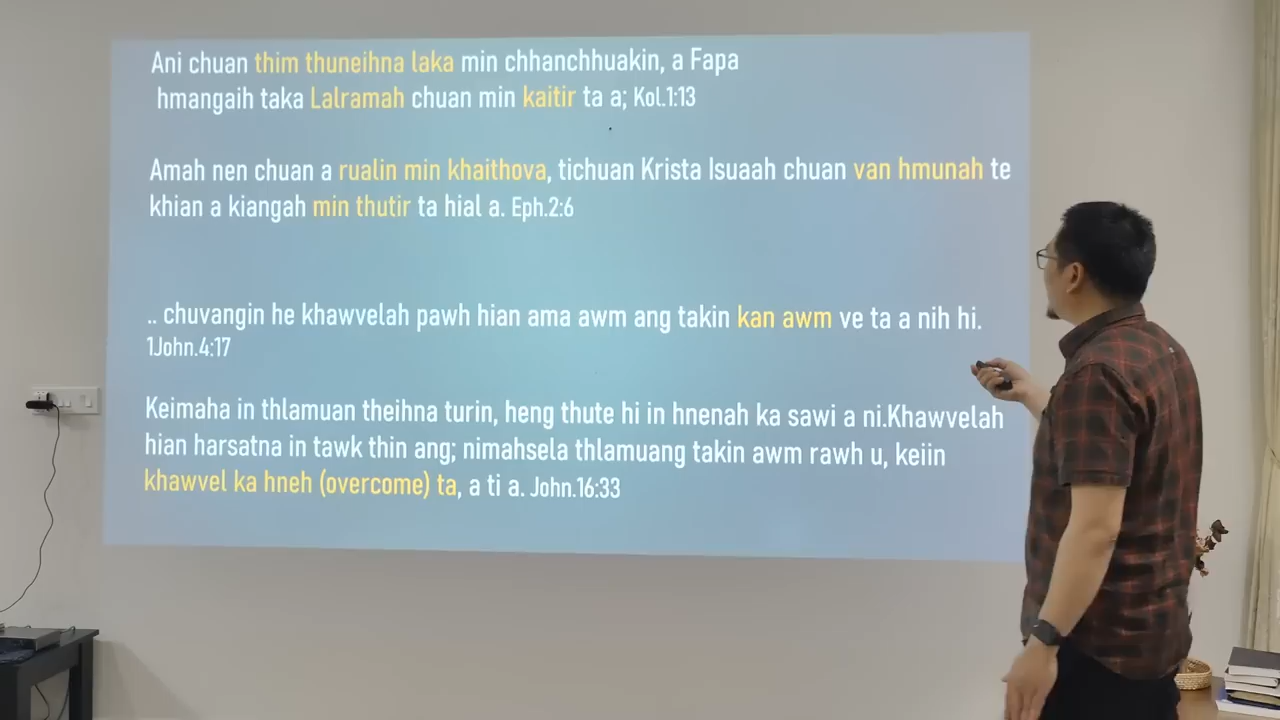 Ani chuan thim thuneihna laka min chhanchhuakin, a Fapa
hmangaih taka Lalramah chuan min kaitir ta a; Kol.1:13
Amah nen chuan a rualin min khaithova, tichuan Krista Isuaah chuan van hmunah te
khian a kiangah min thutir ta hial a. Eph.2:6
.. chuvangin he khawvelah pawh hian ama awm ang takin kan awm ve ta a nih hi.
1John.4:17
Keimaha in thlamuan theihna turin, heng thute hi in hnenah ka sawi a ni.Khawvelah
hian harsatna in tawk thin ang; nimahsela thlamuang takin awm rawh u, keiin
khawvel ka hneh (overcome) ta, a ti a. John.16:33